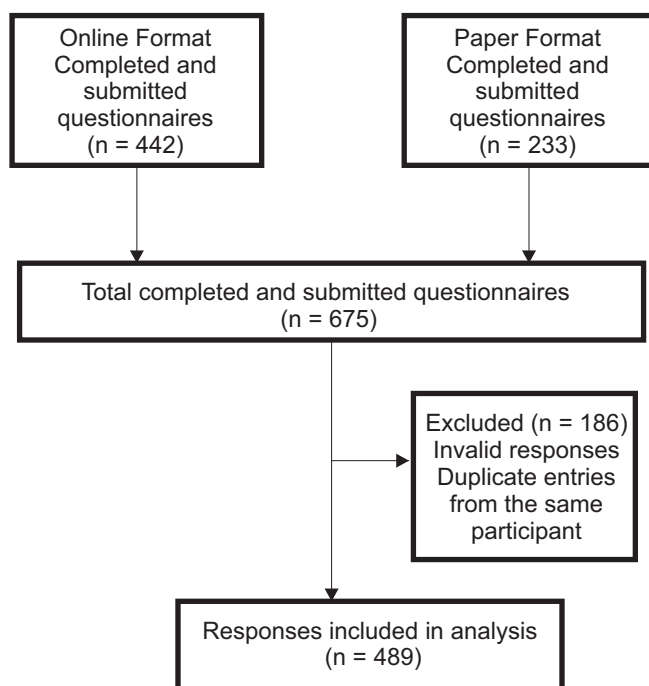 Online Format
Completed and
submitted
questionnaires
(n = 442)
Paper Format
Completed and
submitted
questionnaires
(n = 233)
Total completed and submitted questionnaires
(n = 675)
Excluded (n = 186)
Invalid responses
Duplicate entries
from the same
participant
Responses included in analysis
(n = 489)